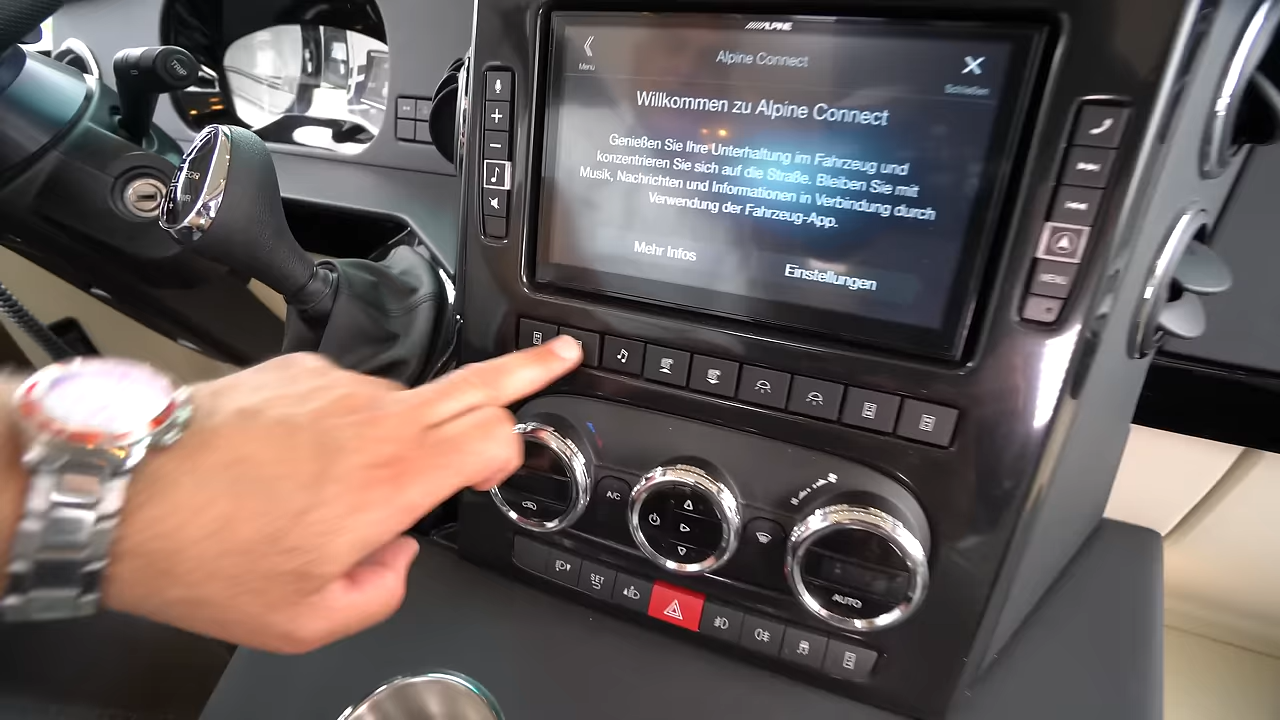 ALPINE
Menü
Alpine Connect
Schließen
Willkommen zu Alpine Connect
Genießen Sie Ihre Unterhaltung im Fahrzeug und
konzentrieren Sie sich auf die Straße. Bleiben Sie mit
Musik, Nachrichten und Informationen in Verbindung durch
Verwendung der Fahrzeug-App.
Mehr Infos
Einstellungen
TRIP
MENU
A/C
AUTO
SET